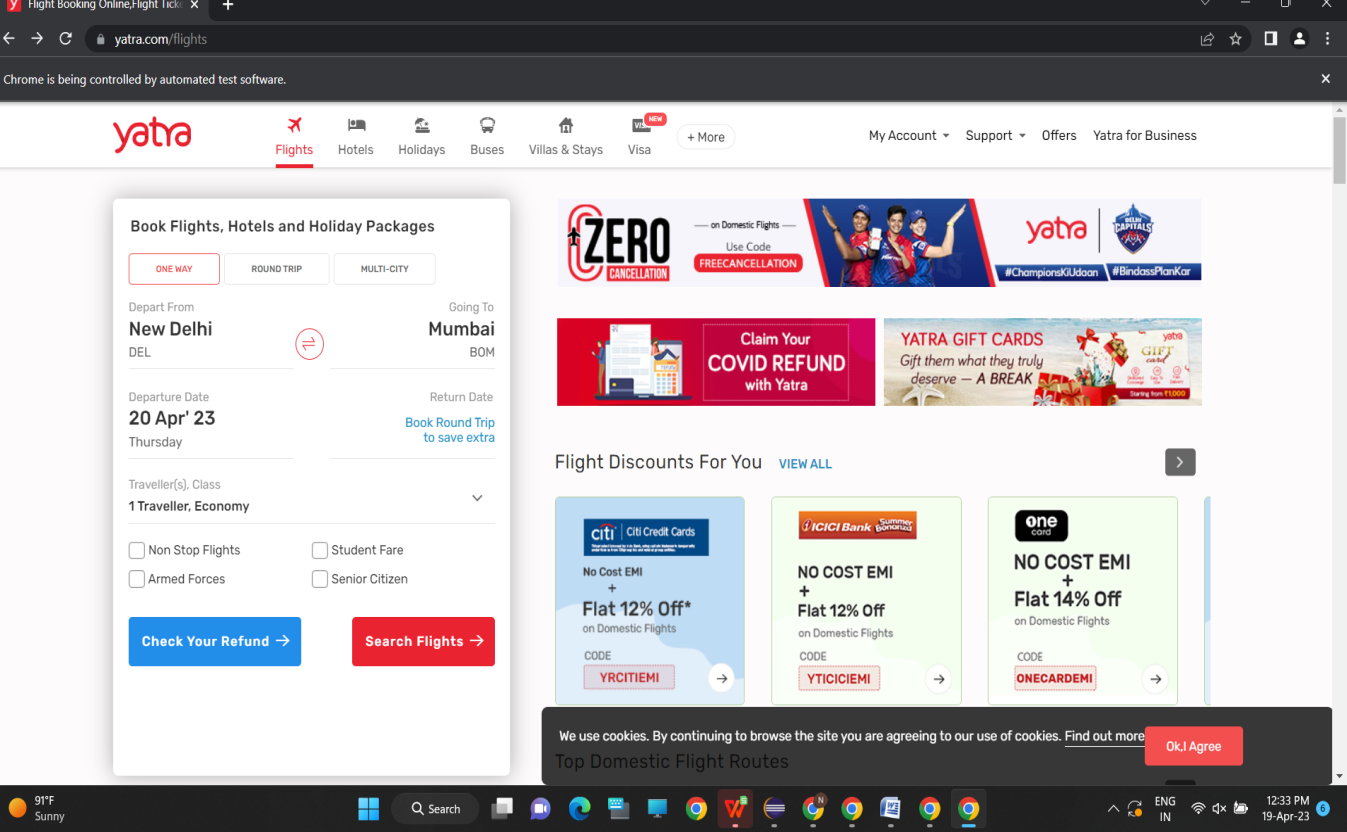 Flight Booking Online,Flight Ticke
yatra.com/flights
Chrome is being controlled by automated test software.
yatra
Flights
Hotels
Holidays
Buses
Villas & Stays
NEW
Visa
+ More
My Account
Support
Offers
Yatra for Business
Book Flights, Hotels and Holiday Packages
ONE WAY
ROUND TRIP
MULTI-CITY
Depart From
Going To
New Delhi
Mumbai
DEL
BOM
Departure Date
Return Date
20 Apr' 23
Book Round Trip
to save extra
Thursday
Traveller(s), Class
1 Traveller, Economy
Non Stop Flights
Student Fare
Armed Forces
Senior Citizen
Check Your Refund →
Search Flights →
ZERO
CANCELLATION
on Domestic Flights
Use Code
FREECANCELLATION
yatra
DELHI
CAPITALS
#ChampionsKiUdaan
#BindassPlanKar
Claim Your
COVID REFUND
with Yatra
YATRA GIFT CARDS
Gift them what they truly
deserve — A BREAK
yatra
GIFT
card
Starting from ₹1,000
Flight Discounts For You
VIEW ALL
citi
Citi Credit Cards
No Cost EMI
+
Flat 12% Off*
on Domestic Flights
CODE
YRCITIEMI
ICICI Bank
Summer
Bonanza
NO COST EMI
+
Flat 12% Off
on Domestic Flights
CODE
YTICICIEMI
one
card
NO COST EMI
+
Flat 14% Off
on Domestic Flights
CODE
ONECARDEMI
We use cookies. By continuing to browse the site you are agreeing to our use of cookies. Find out more
Ok,I Agree
Top Domestic Flight Routes
91°F
Sunny
Search
ENG
IN
12:33 PM
19-Apr-23
6